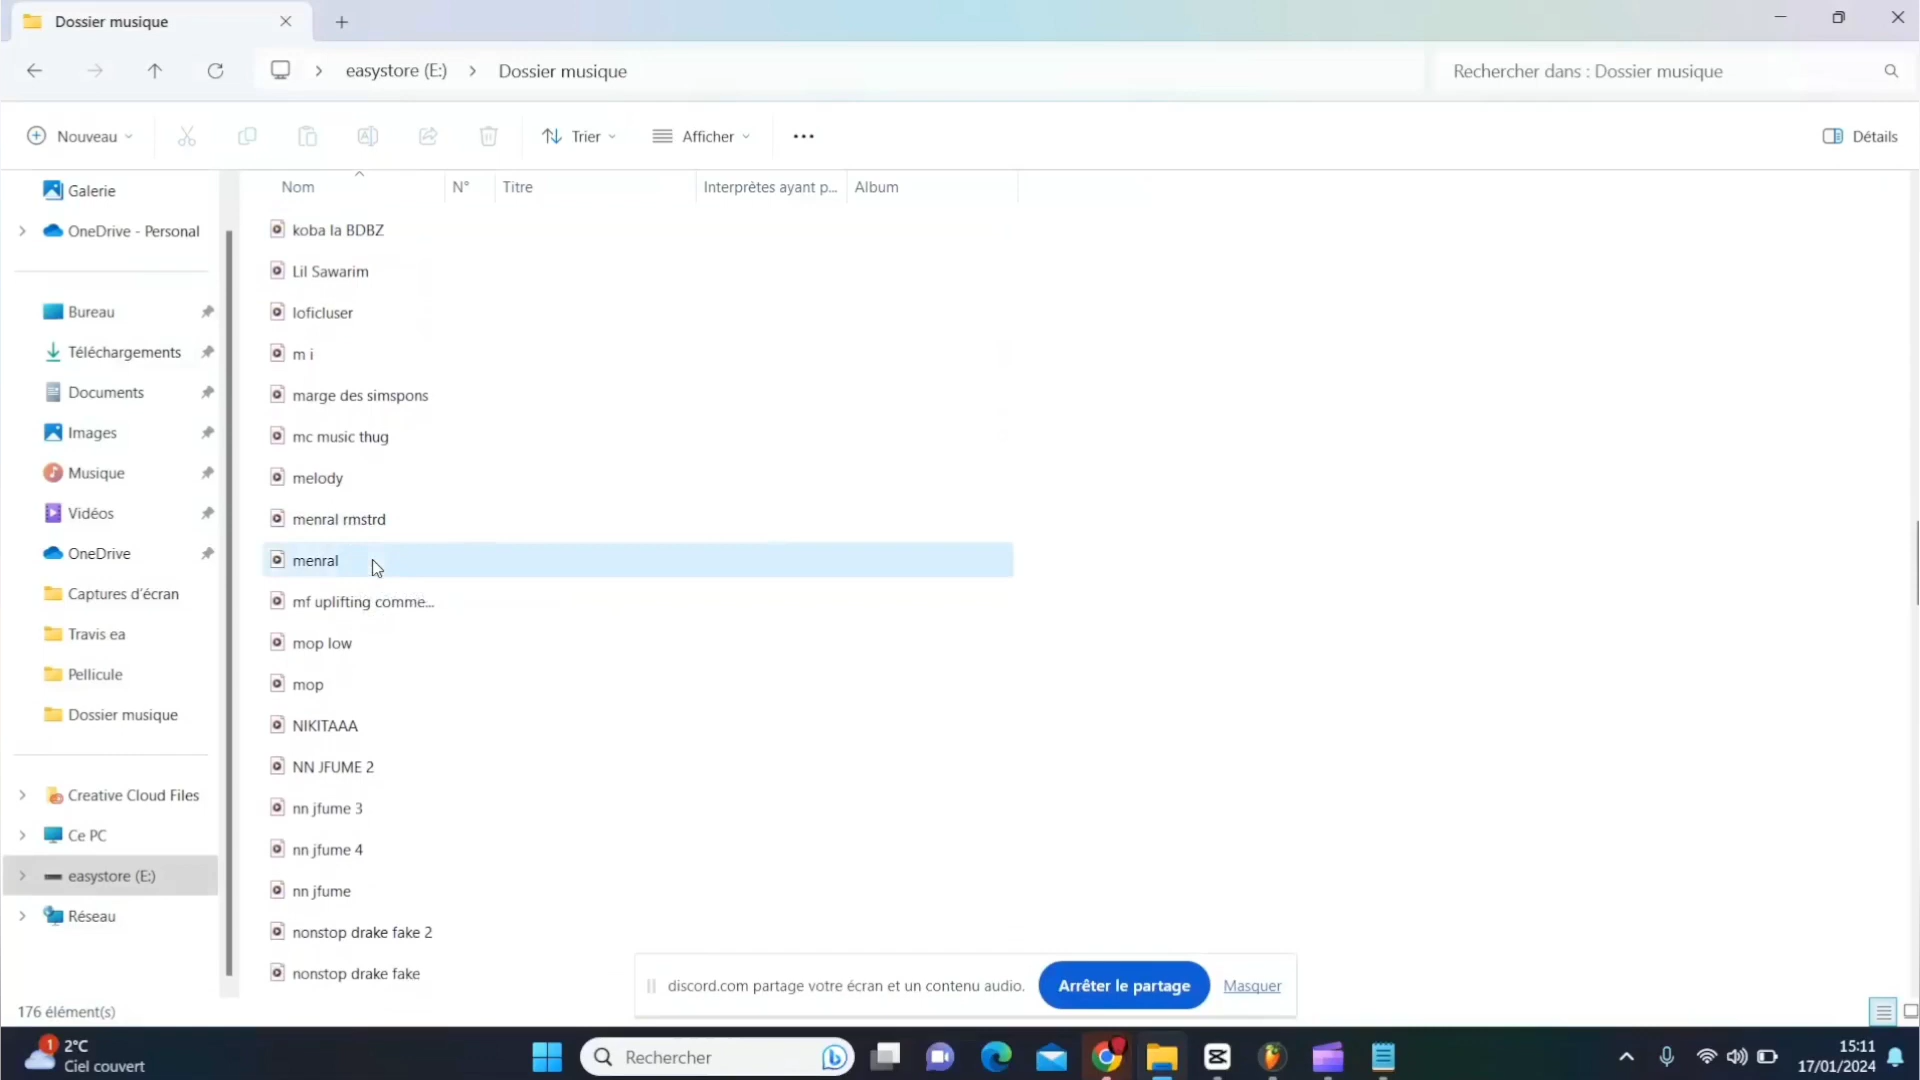 Dossier musique
easystore (E:)
Dossier musique
Rechercher dans : Dossier musique
Nouveau
Trier
Afficher
Détails
Nom
N°
Titre
Interprètes ayant p...
Album
Galerie
OneDrive - Personal
Bureau
Téléchargements
Documents
Images
Musique
Vidéos
OneDrive
Captures d'écran
Travis ea
Pellicule
Dossier musique
Creative Cloud Files
Ce PC
easystore (E:)
Réseau
koba la BDBZ
Lil Sawarim
loficluser
m i
marge des simspons
mc music thug
melody
menral rmstrd
menral
mf uplifting comme...
mop low
mop
NIKITAAA
NN JFUME 2
nn jfume 3
nn jfume 4
nn jfume
nonstop drake fake 2
nonstop drake fake
discord.com partage votre écran et un contenu audio.
Arrêter le partage
Masquer
176 élément(s)
1
2°C
Ciel couvert
Rechercher
15:11
17/01/2024